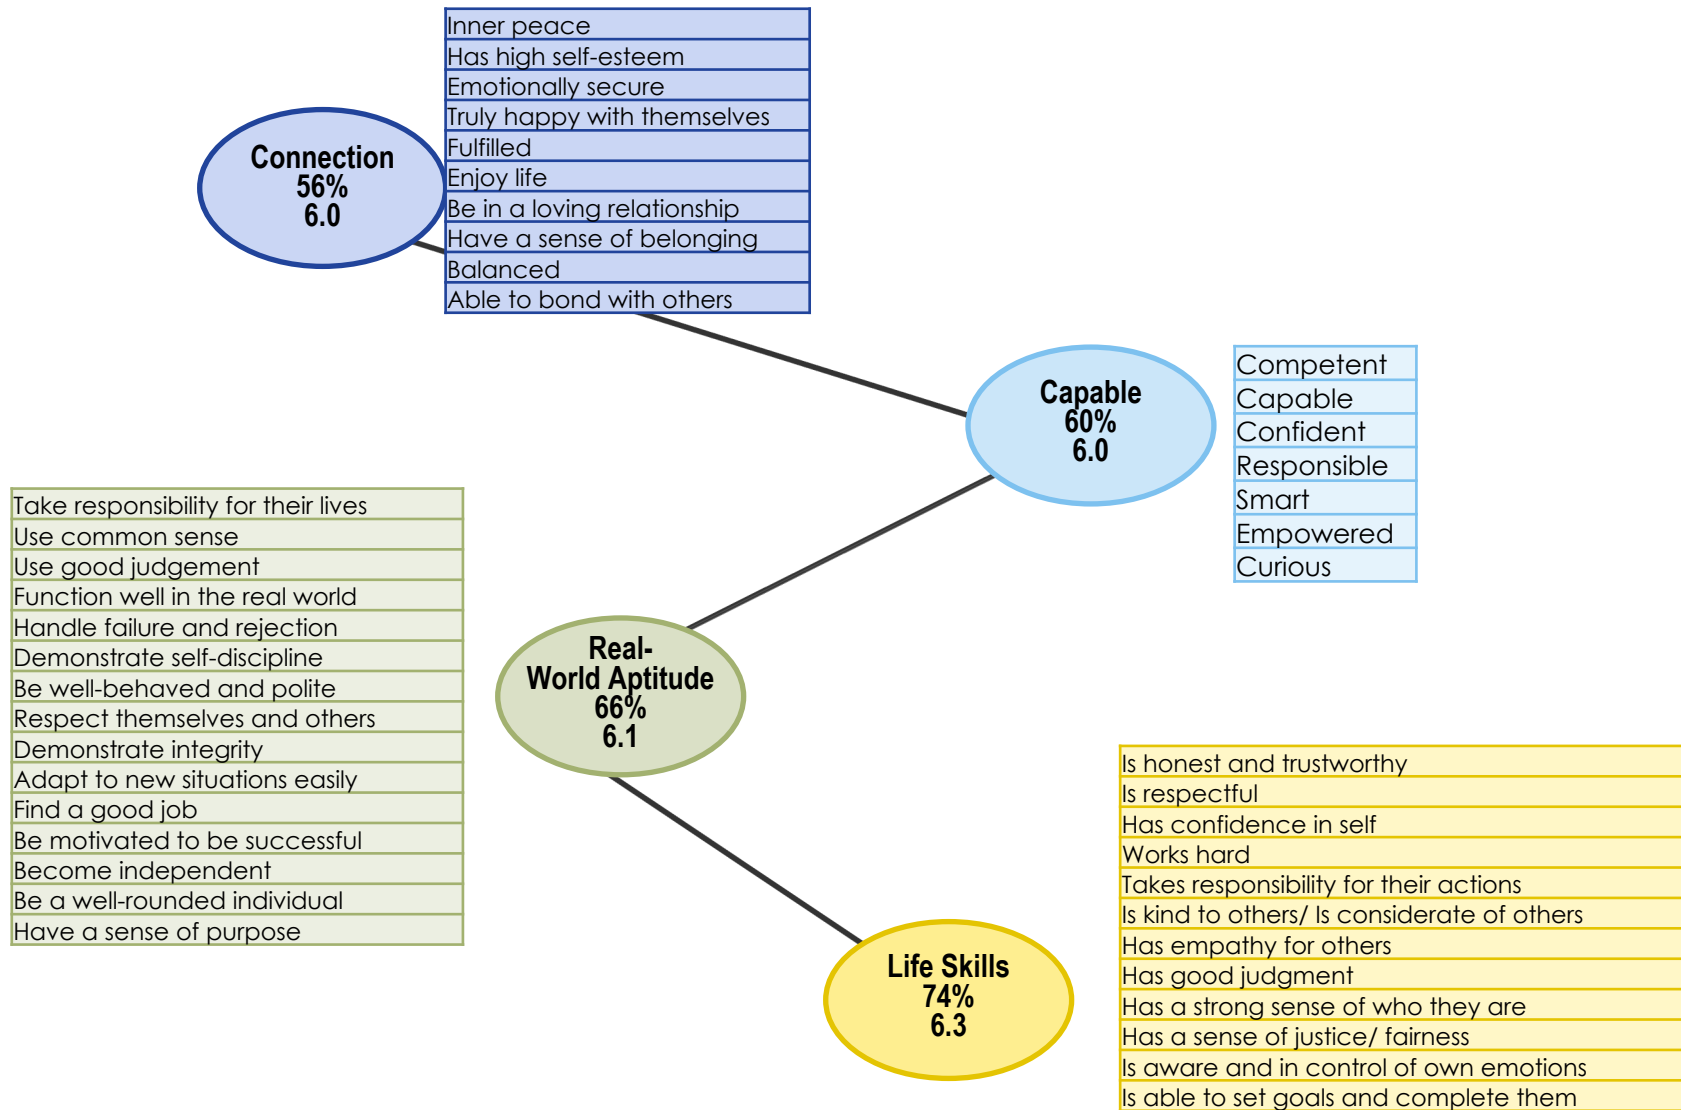 Inner peace
Has high self-esteem
Emotionally secure
Truly happy with themselves
Fulfilled
Enjoy life
Be in a loving relationship
Have a sense of belonging
Balanced
Able to bond with others
Connection
56%
6.0
Capable
60%
6.0
Competent
Capable
Confident
Responsible
Smart
Empowered
Curious
Take responsibility for their lives
Use common sense
Use good judgement
Function well in the real world
Handle failure and rejection
Demonstrate self-discipline
Be well-behaved and polite
Respect themselves and others
Demonstrate integrity
Adapt to new situations easily
Find a good job
Be motivated to be successful
Become independent
Be a well-rounded individual
Have a sense of purpose
Real-
World Aptitude
66%
6.1
Life Skills
74%
6.3
Is honest and trustworthy
Is respectful
Has confidence in self
Works hard
Takes responsibility for their actions
Is kind to others/ Is considerate of others
Has empathy for others
Has good judgment
Has a strong sense of who they are
Has a sense of justice/ fairness
Is aware and in control of own emotions
Is able to set goals and complete them